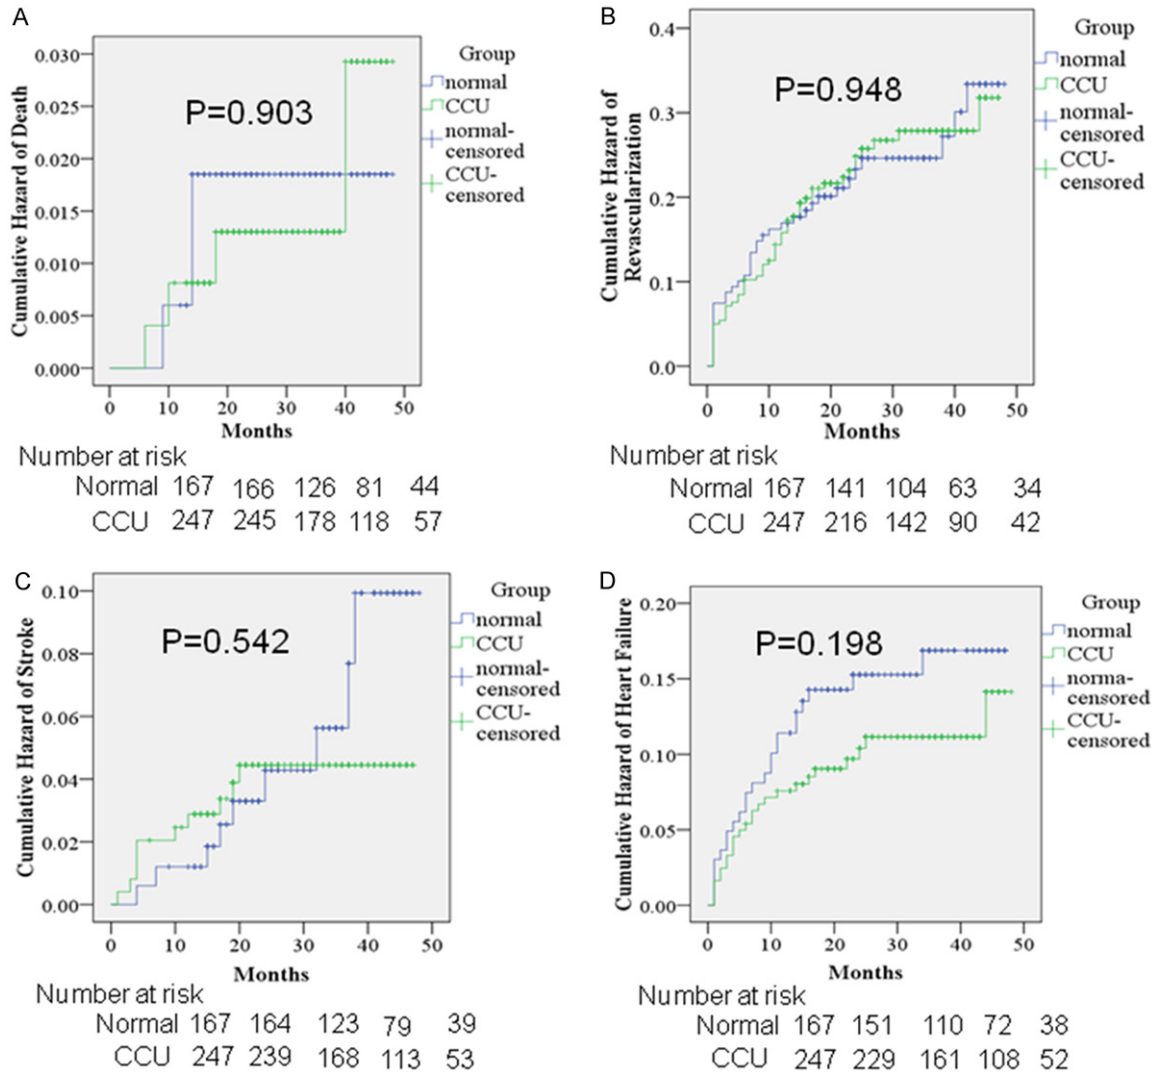 A
Cumulative Hazard of Death
0.030
0.025
0.020
0.015
0.010
0.005
0.000
P=0.903
Group
normal
CCU
normal-
censored
CCU-
censored
0 10 20 30 40 50
Months
Number at risk
Normal 167 166 126 81 44
CCU 247 245 178 118 57
B
Cumulative Hazard of
Revascularization
0.4
0.3
0.2
0.1
0.0
P=0.948
Group
normal
CCU
normal-
censored
CCU-
censored
0 10 20 30 40 50
Months
Number at risk
Normal 167 141 104 63 34
CCU 247 216 142 90 42
C
Cumulative Hazard of Stroke
0.10
0.08
0.06
0.04
0.02
0.00
P=0.542
Group
normal
CCU
normal-
censored
CCU-
censored
0 10 20 30 40 50
Months
Number at risk
Normal 167 164 123 79 39
CCU 247 239 168 113 53
D
Cumulative Hazard of Heart Failure
0.20
0.15
0.10
0.05
0.00
P=0.198
Group
normal
CCU
norma-
censored
CCU-
censored
0 10 20 30 40 50
Months
Number at risk
Normal 167 151 110 72 38
CCU 247 229 161 108 52